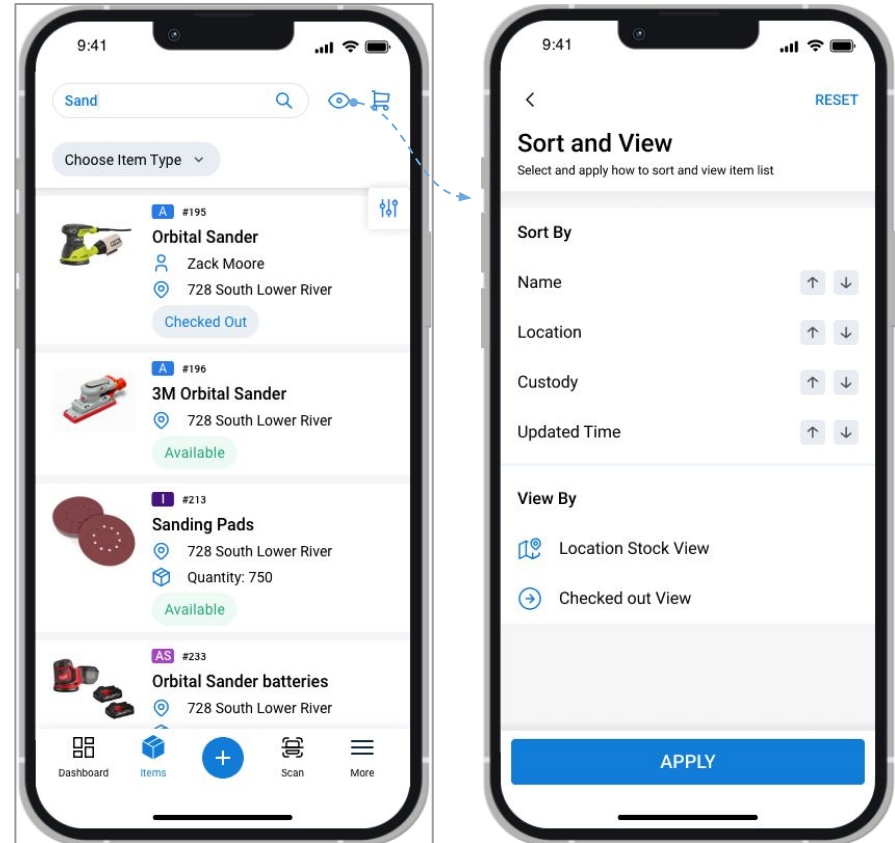 9:41
Sand
Choose Item Type
A #195
Orbital Sander
Zack Moore
728 South Lower River
Checked Out
A #196
3M Orbital Sander
728 South Lower River
Available
I #213
Sanding Pads
728 South Lower River
Quantity: 750
Available
AS #233
Orbital Sander batteries
728 South Lower River
Dashboard
Items
Scan
More
9:41
RESET
Sort and View
Select and apply how to sort and view item list
Sort By
Name
Location
Custody
Updated Time
View By
Location Stock View
Checked out View
APPLY